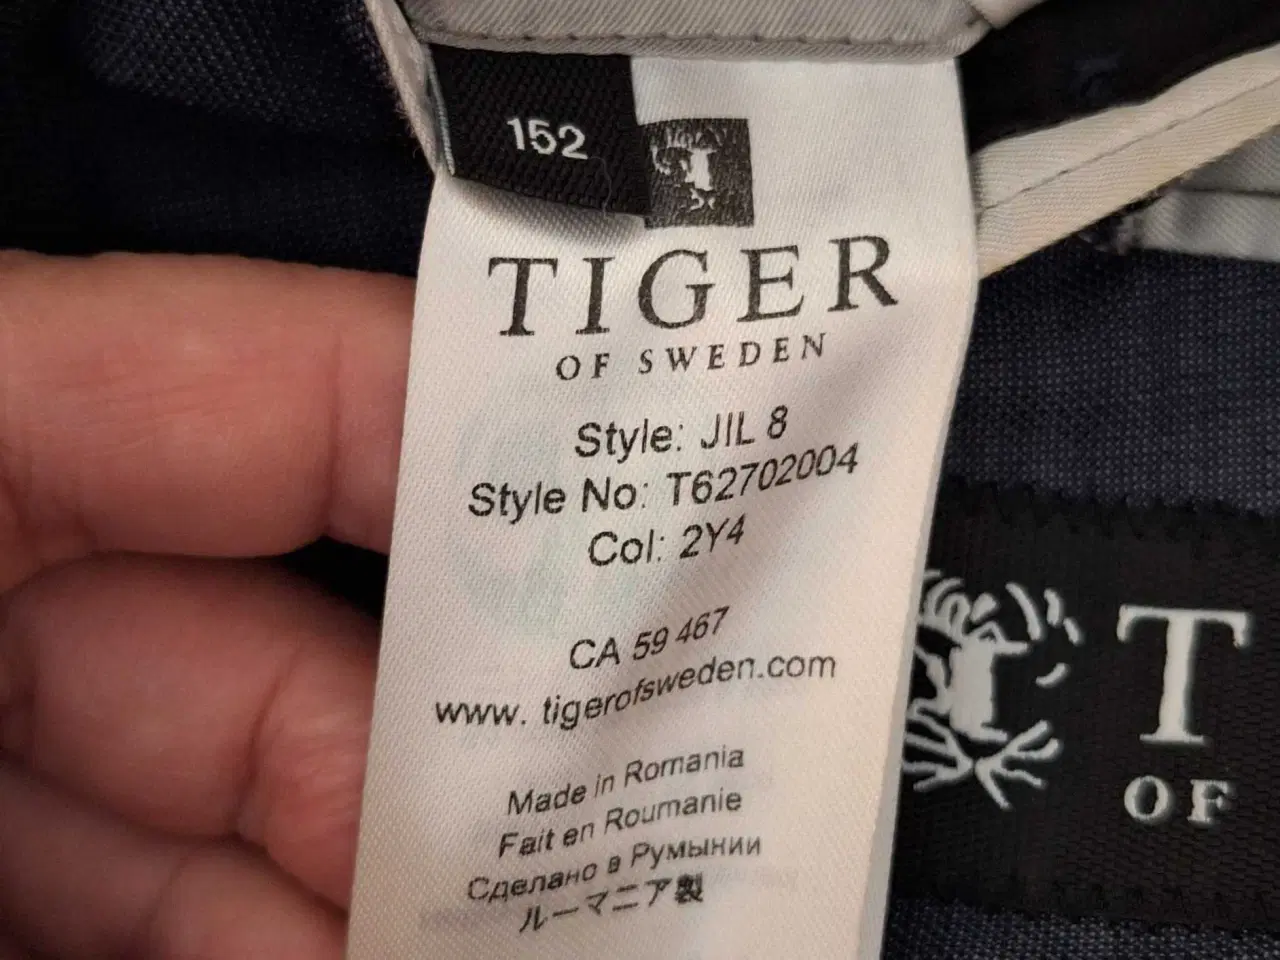 152
TIGER
OF SWEDEN
Style: JIL 8
Style No: T62702004
Col: 2Y4
CA 59 467
www. tigerofsweden.com
Made in Romania
Fait en Roumanie
Сделано в Румынии
ルーマニア製
T
OF